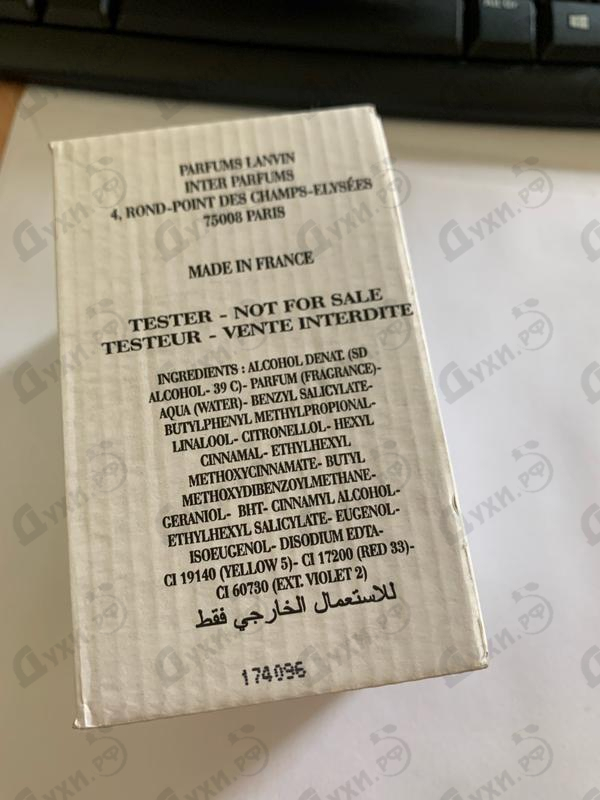 PARFUMS LANVIN
INTER PARFUMS
4, ROND-POINT DES CHAMPS-ELYSÉES
75008 PARIS
MADE IN FRANCE
TESTER - NOT FOR SALE
TESTEUR - VENTE INTERDITE
INGREDIENTS : ALCOHOL DENAT. (SD
ALCOHOL- 39 C)- PARFUM (FRAGRANCE)-
AQUA (WATER)- BENZYL SALICYLATE-
BUTYLPHENYL METHYLPROPIONAL-
LINALOOL- CITRONELLOL- HEXYL
CINNAMAL- ETHYLHEXYL
METHOXYCINNAMATE- BUTYL
METHOXYDIBENZOYLMETHANE-
GERANIOL- BHT- CINNAMYL ALCOHOL-
ETHYLHEXYL SALICYLATE- EUGENOL-
ISOEUGENOL- DISODIUM EDTA-
CI 19140 (YELLOW 5)- CI 17200 (RED 33)-
CI 60730 (EXT. VIOLET 2)
للاستعمال الخارجي فقط
174096
Духи.рф